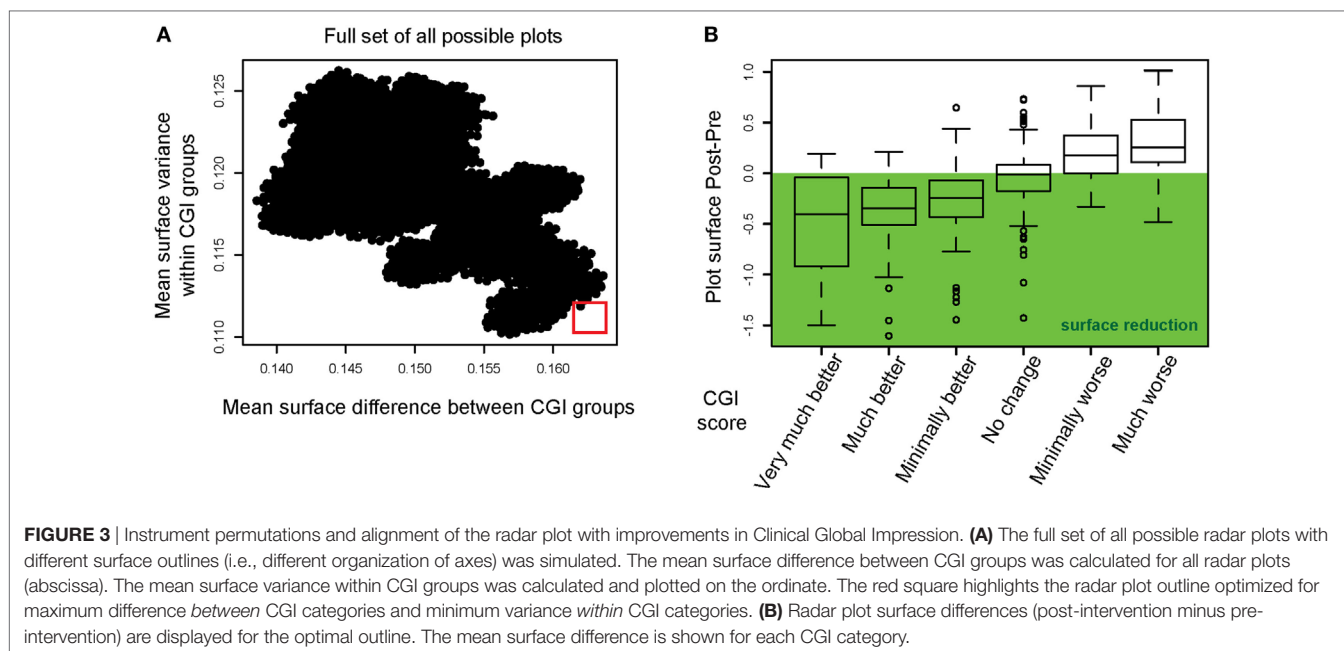 A
Full set of all possible plots
Mean surface variance
within CGI groups
0.125
0.120
0.115
0.110
0.140
0.145
0.150
0.155
0.160
Mean surface difference between CGI groups
B
Plot surface Post-Pre
1.0
0.5
0.0
-0.5
-1.0
-1.5
surface reduction
CGI
score
Very much better
Much better
Minimally better
No change
Minimally worse
Much worse
FIGURE 3 | Instrument permutations and alignment of the radar plot with improvements in Clinical Global Impression. (A) The full set of all possible radar plots with
different surface outlines (i.e., different organization of axes) was simulated. The mean surface difference between CGI groups was calculated for all radar plots
(abscissa). The mean surface variance within CGI groups was calculated and plotted on the ordinate. The red square highlights the radar plot outline optimized for
maximum difference between CGI categories and minimum variance within CGI categories. (B) Radar plot surface differences (post-intervention minus pre-
intervention) are displayed for the optimal outline. The mean surface difference is shown for each CGI category.